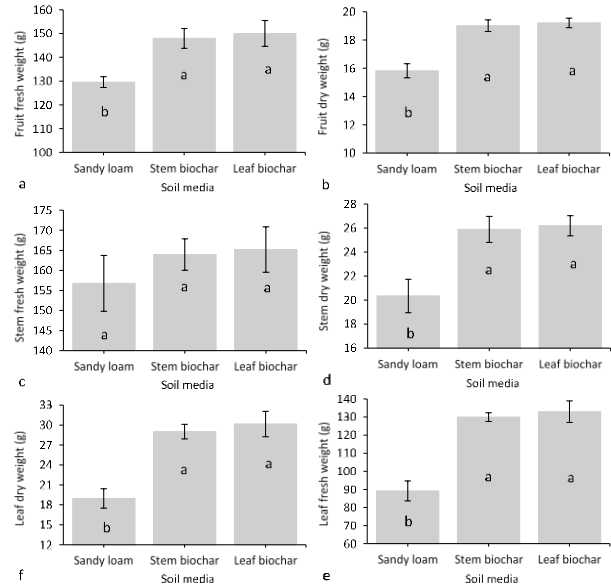 Fruit fresh weight (g)
160
150
140
130
120
110
100
b
a
a
Sandy loam Stem biochar Leaf biochar
Soil media
a
Fruit dry weight (g)
20
18
16
14
12
10
b
a
a
Sandy loam Stem biochar Leaf biochar
Soil media
b
Stem fresh weight (g)
175
170
165
160
155
150
145
140
a
a
a
Sandy loam Stem biochar Leaf biochar
Soil media
c
Stem dry weight (g)
28
26
24
22
20
18
16
b
a
a
Sandy loam Stem biochar Leaf biochar
Soil media
d
Leaf dry weight (g)
33
30
27
24
21
18
15
12
b
a
a
Sandy loam Stem biochar Leaf biochar
Soil media
f
Leaf fresh weight (g)
140
130
120
110
100
90
80
70
60
b
a
a
Sandy loam Stem biochar Leaf biochar
Soil media
e